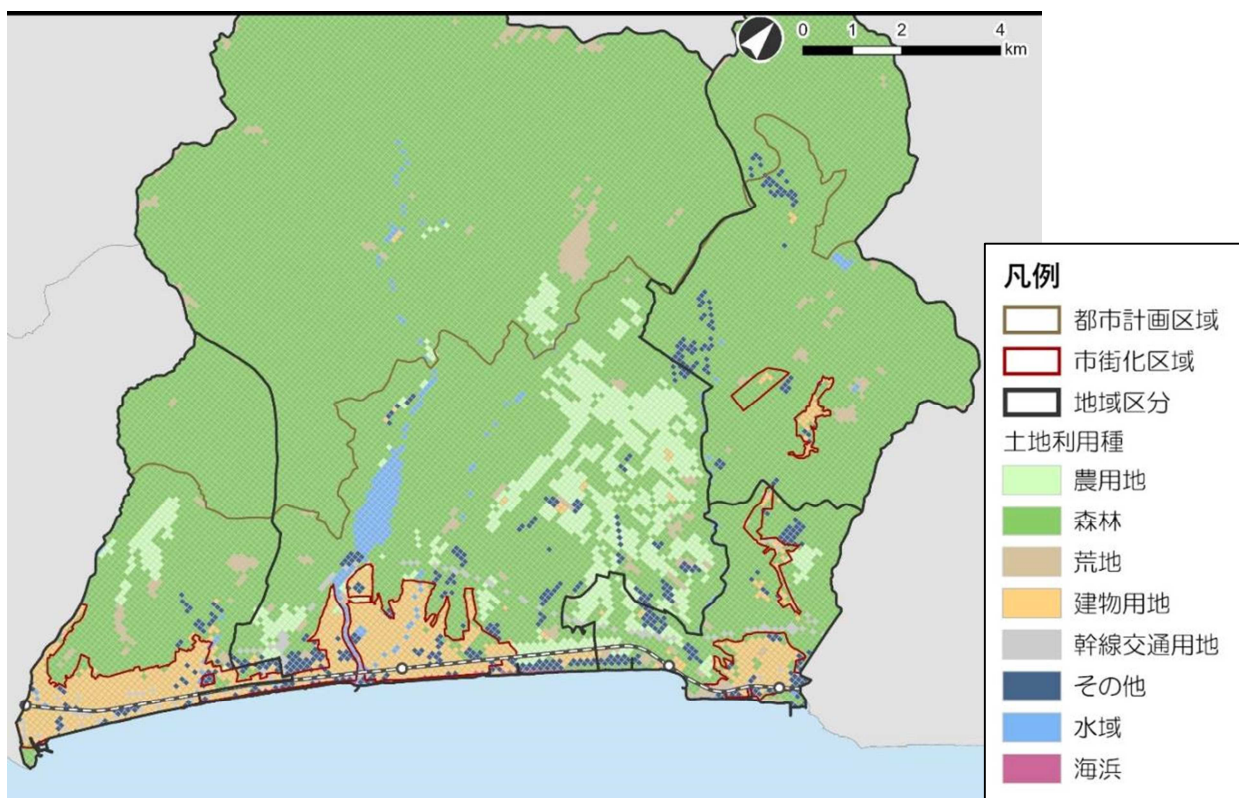 0 1 2 4
km
凡例
都市計画区域
市街化区域
地域区分
土地利用種
農用地
森林
荒地
建物用地
幹線交通用地
その他
水域
海浜